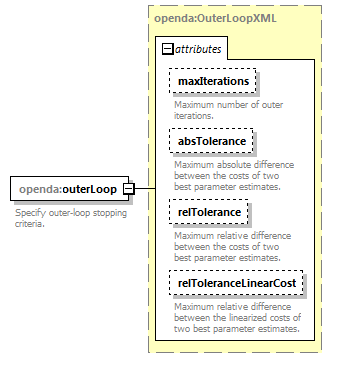 openda:OuterLoopXML
attributes
maxIterations
Maximum number of outer
iterations.
absTolerance
Maximum absolute difference
between the costs of two
best parameter estimates.
openda:outerLoop
Specify outer-loop stopping
criteria.
relTolerance
Maximum relative difference
between the costs of two
best parameter estimates.
relToleranceLinearCost
Maximum relative difference
between the linearized costs of
two best parameter estimates.